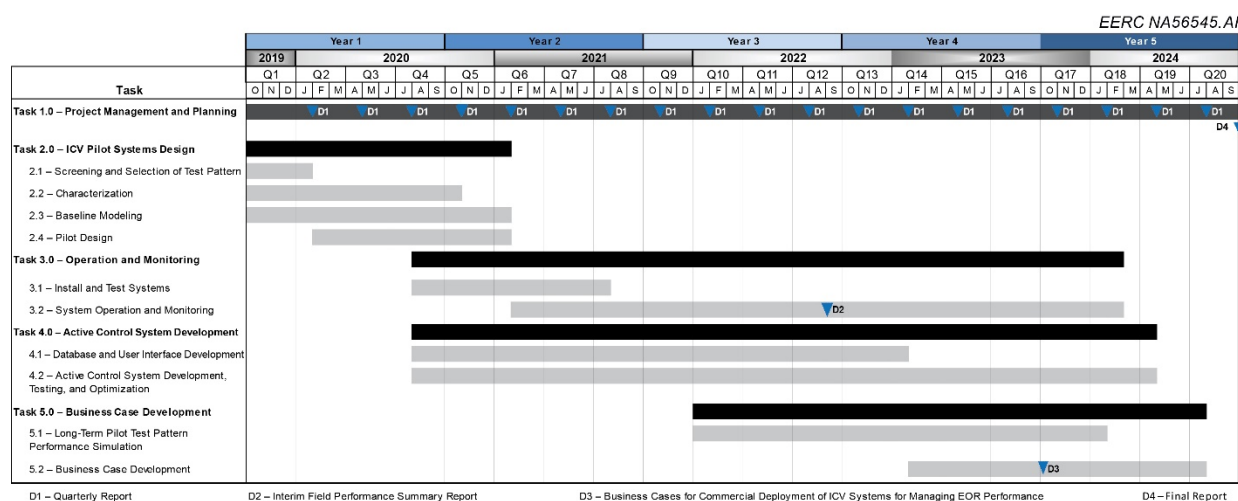 EERC NA56545.AI
Year 1 Year 2 Year 3 Year 4 Year 5
2019 2020 2021 2022 2023 2024
Q1 Q2 Q3 Q4 Q5 Q6 Q7 Q8 Q9 Q10 Q11 Q12 Q13 Q14 Q15 Q16 Q17 Q18 Q19 Q20
Task O N D J F M A M J J A S O N D J F M A M J J A S O N D J F M A M J J A S O N D J F M A M J J A S O N D J F M A M J J A S
Task 1.0 – Project Management and Planning D1 D1 D1 D1 D1 D1 D1 D1 D1 D1 D1 D1 D1 D1 D1 D1 D1 D1 D1
D4
Task 2.0 – ICV Pilot Systems Design
2.1 – Screening and Selection of Test Pattern
2.2 – Characterization
2.3 – Baseline Modeling
2.4 – Pilot Design
Task 3.0 – Operation and Monitoring
3.1 – Install and Test Systems
3.2 – System Operation and Monitoring D2
Task 4.0 – Active Control System Development
4.1 – Database and User Interface Development
4.2 – Active Control System Development,
Testing, and Optimization
Task 5.0 – Business Case Development
5.1 – Long-Term Pilot Test Pattern
Performance Simulation
5.2 – Business Case Development D3
D1 – Quarterly Report D2 – Interim Field Performance Summary Report D3 – Business Cases for Commercial Deployment of ICV Systems for Managing EOR Performance D4 – Final Report